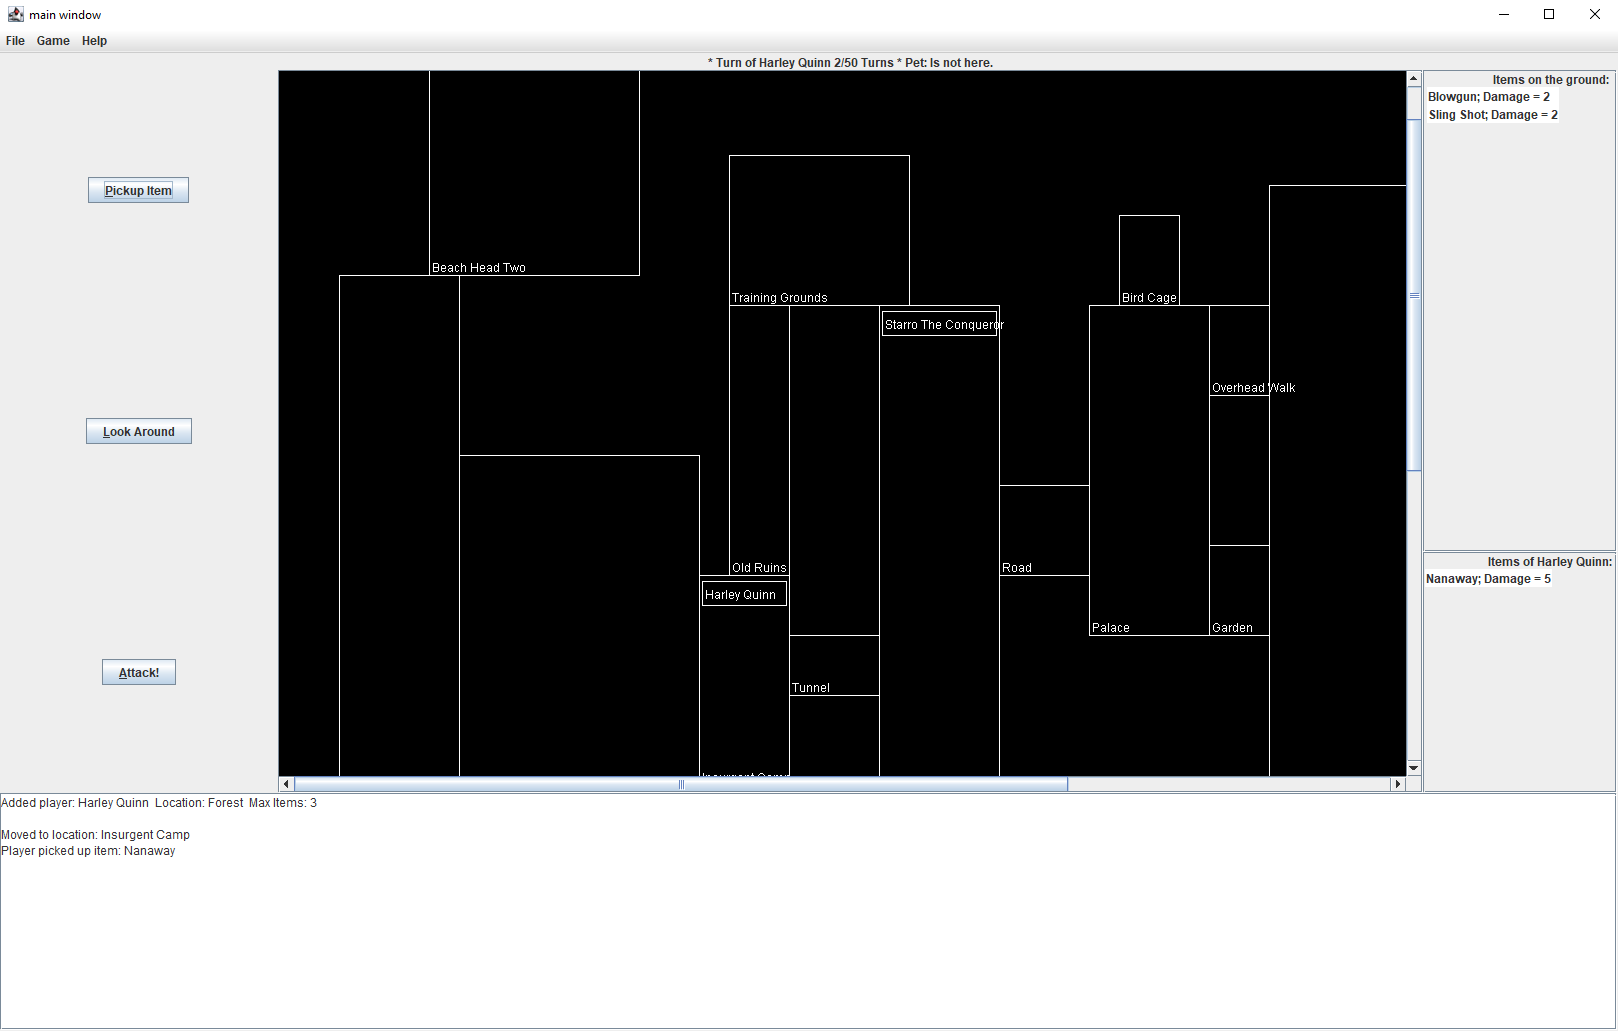 main window
File Game Help
* Turn of Harley Quinn 2/50 Turns * Pet: Is not here.
Pickup Item
Look Around
Attack!
Beach Head Two
Training Grounds
Starro The Conqueror
Bird Cage
Overhead Walk
Old Ruins
Harley Quinn
Road
Palace
Garden
Tunnel
Insurgent Camp
Items on the ground:
Blowgun; Damage = 2
Sling Shot; Damage = 2
Items of Harley Quinn:
Nanaway; Damage = 5
Added player: Harley Quinn  Location: Forest  Max Items: 3
Moved to location: Insurgent Camp
Player picked up item: Nanaway